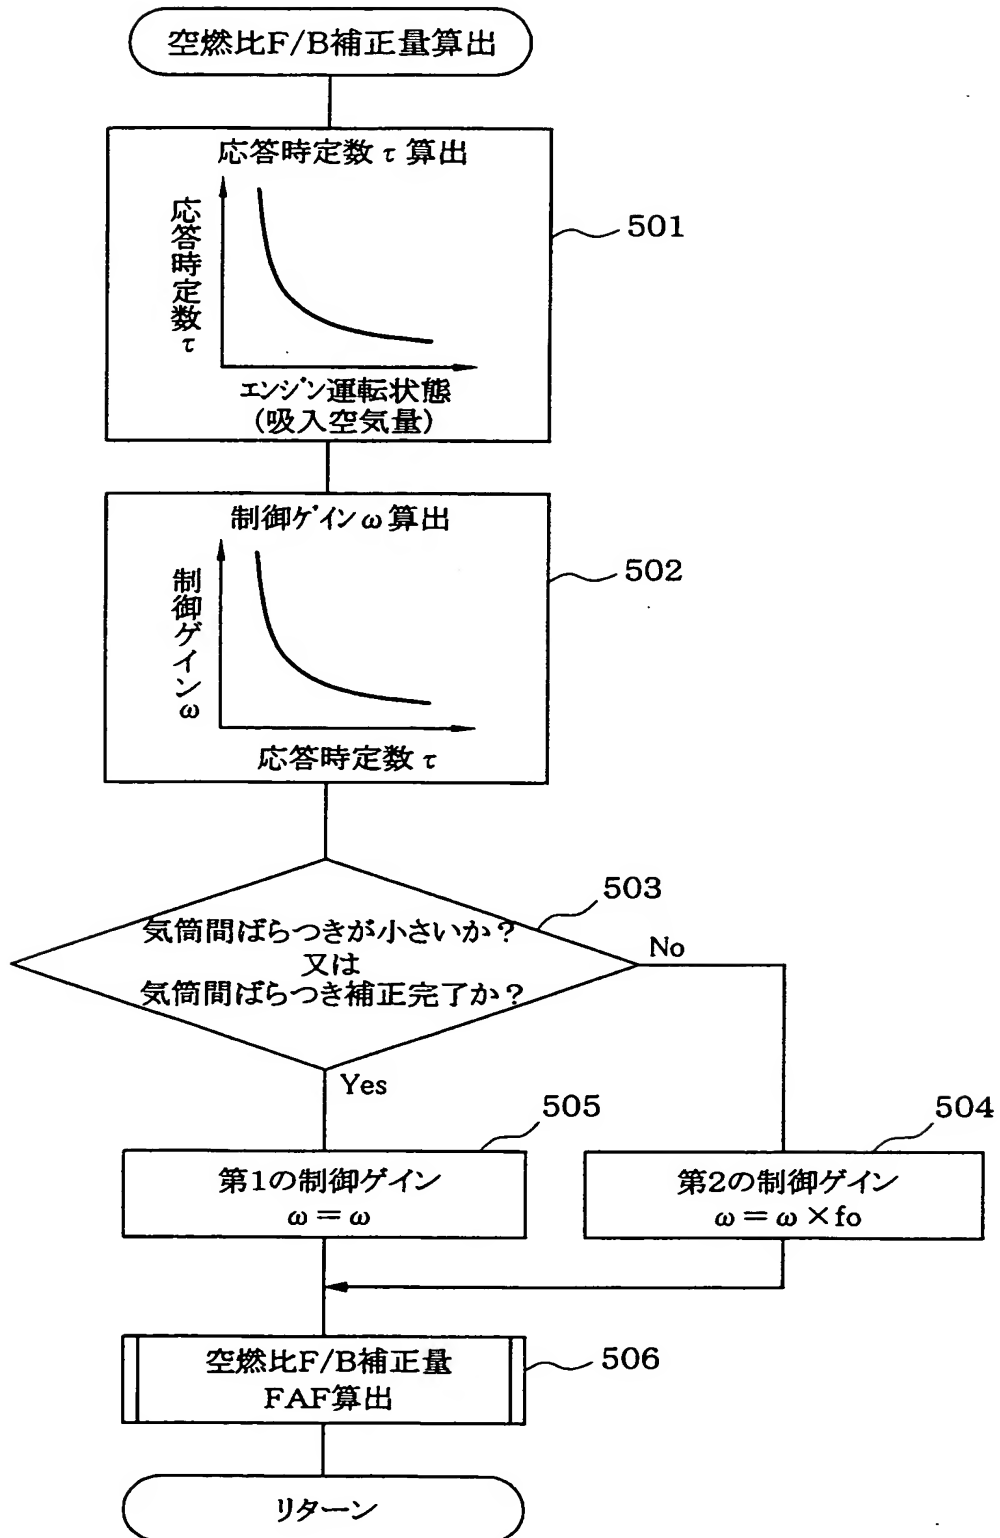 空燃比F/B補正量算出
応答時定数τ算出
応答時定数τ
エンジン運転状態
(吸入空気量)
501
制御ゲインω算出
制御ゲインω
応答時定数τ
502
503
気筒間ばらつきが小さいか?
又は
気筒間ばらつき補正完了か?
No
Yes
505
第1の制御ゲイン
ω=ω
504
第2の制御ゲイン
ω=ω×fo
空燃比F/B補正量
FAF算出
506
リターン